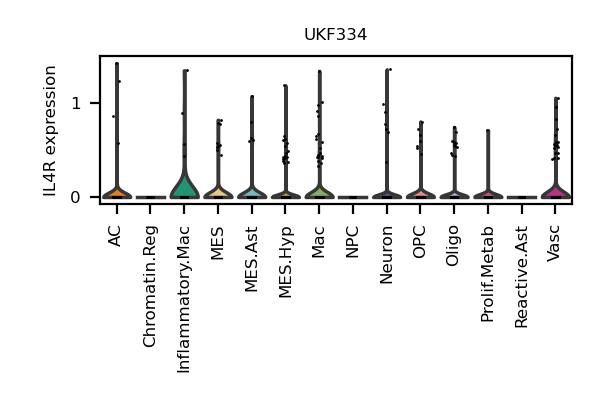 UKF334
IL4R expression
1
0
AC
Chromatin.Reg
Inflammatory.Mac
MES
MES.Ast
MES.Hyp
Mac
NPC
Neuron
OPC
Oligo
Prolif.Metab
Reactive.Ast
Vasc